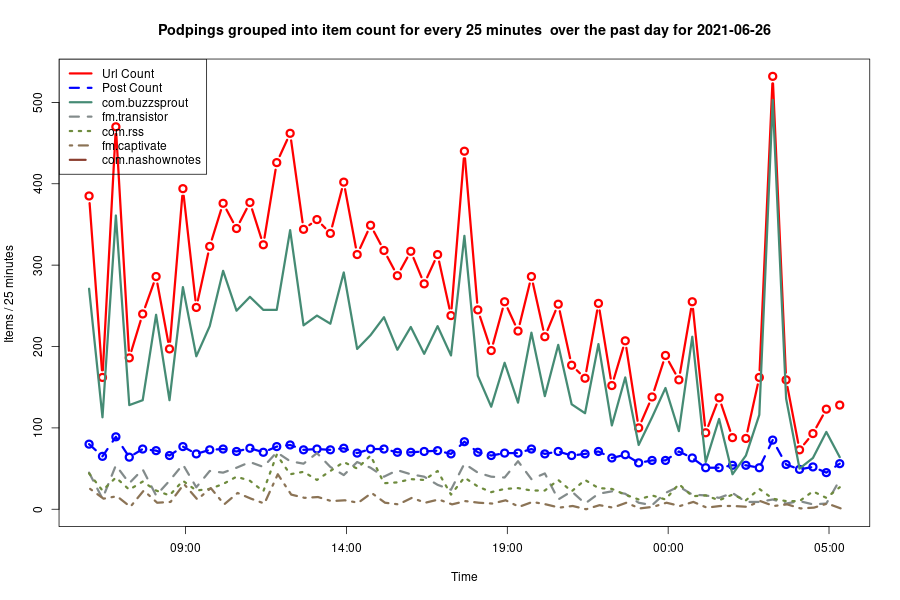 Podpings grouped into item count for every 25 minutes  over the past day for 2021-06-26
Url Count
Post Count
com.buzzsprout
fm.transistor
com.rss
fm.captivate
com.nashownotes
Items / 25 minutes
500
400
300
200
100
0
09:00 14:00 19:00 00:00 05:00
Time